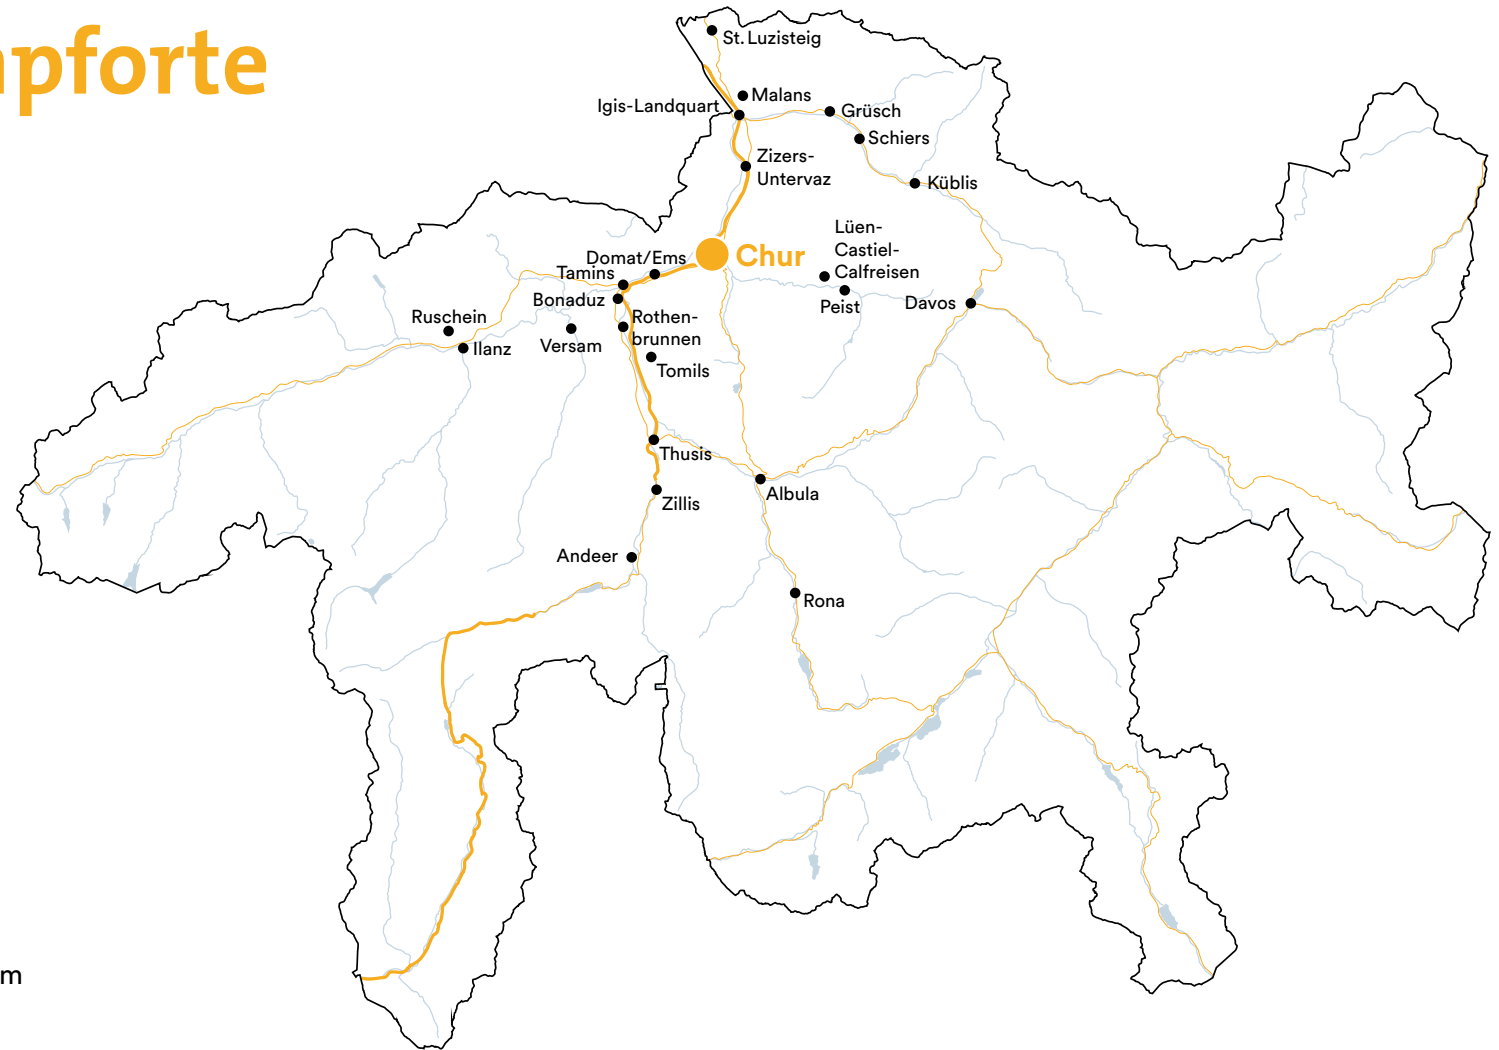 npforte
St. Luzisteig
Malans
Igis-Landquart
Grüsch
Schiers
Zizers-
Untervaz
Küblis
Lüen-
Castiel-
Calfreisen
Chur
Domat/Ems
Tamins
Bonaduz
Peist
Davos
Ruschein
Rothen-
brunnen
Ilanz
Versam
Tomils
Thusis
Albula
Zillis
Andeer
Rona
m